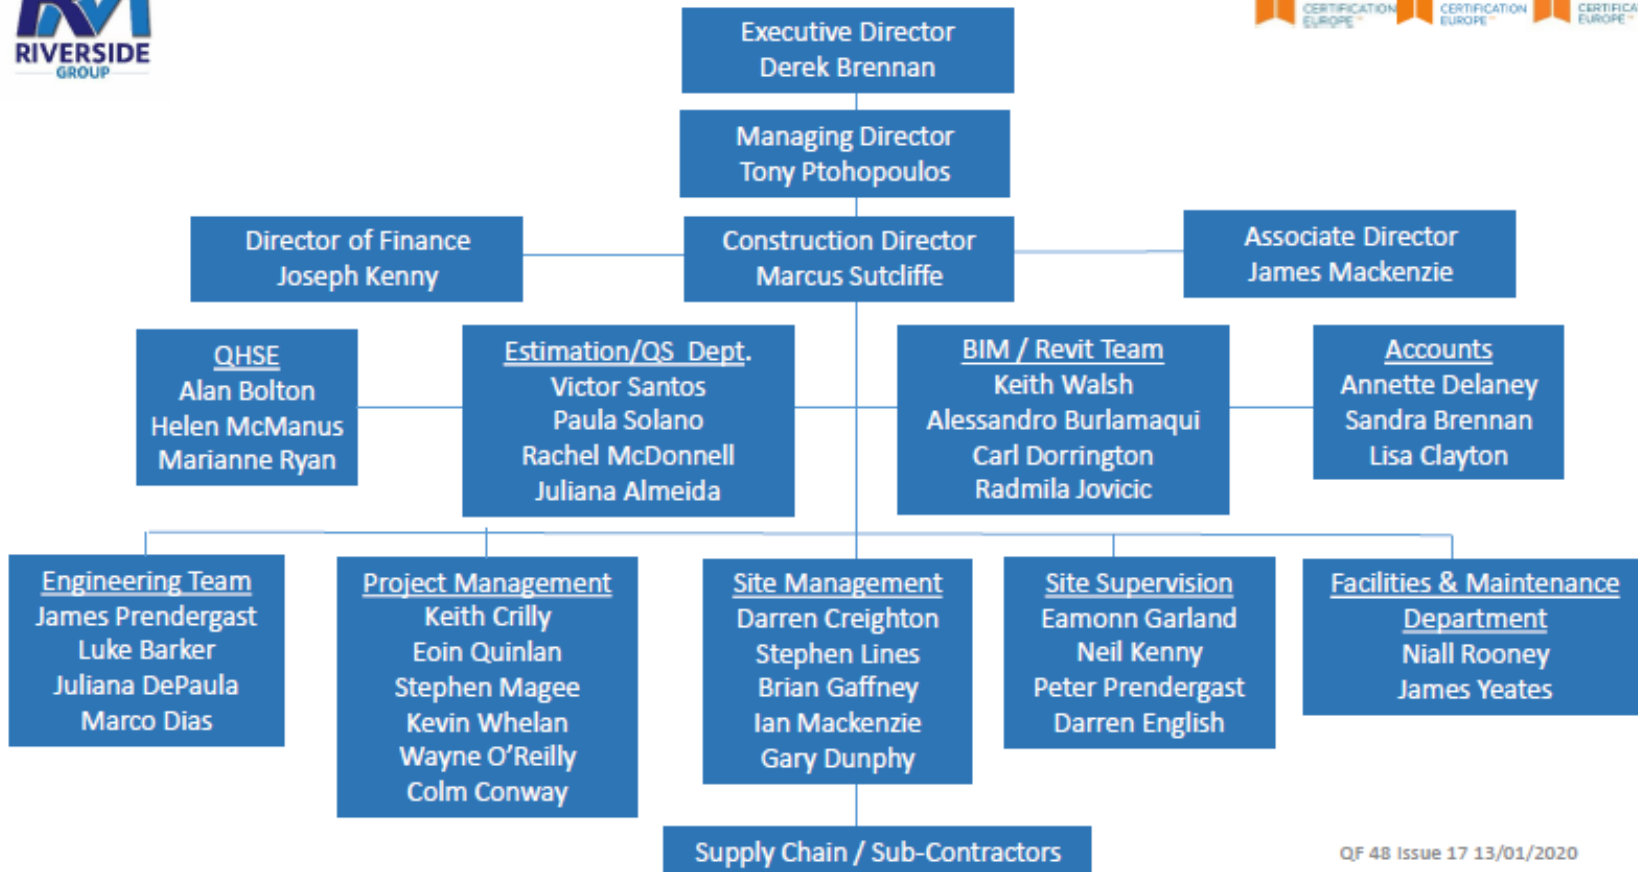 RM
RIVERSIDE
GROUP
CERTIFICATION
EUROPE™
CERTIFICATION
EUROPE™
EUROPE™
Executive Director
Derek Brennan
Managing Director
Tony Ptohopoulos
Director of Finance
Joseph Kenny
Construction Director
Marcus Sutcliffe
Associate Director
James Mackenzie
QHSE
Alan Bolton
Helen McManus
Marianne Ryan
Estimation/QS Dept.
Victor Santos
Paula Solano
Rachel McDonnell
Juliana Almeida
BIM / Revit Team
Keith Walsh
Alessandro Burlamaqui
Carl Dorrington
Radmila Jovicic
Accounts
Annette Delaney
Sandra Brennan
Lisa Clayton
Engineering Team
James Prendergast
Luke Barker
Juliana DePaula
Marco Dias
Project Management
Keith Crilly
Eoin Quinlan
Stephen Magee
Kevin Whelan
Wayne O’Reilly
Colm Conway
Site Management
Darren Creighton
Stephen Lines
Brian Gaffney
Ian Mackenzie
Gary Dunphy
Site Supervision
Eamonn Garland
Neil Kenny
Peter Prendergast
Darren English
Facilities & Maintenance
Department
Niall Rooney
James Yeates
Supply Chain / Sub-Contractors
QF 48 Issue 17 13/01/2020